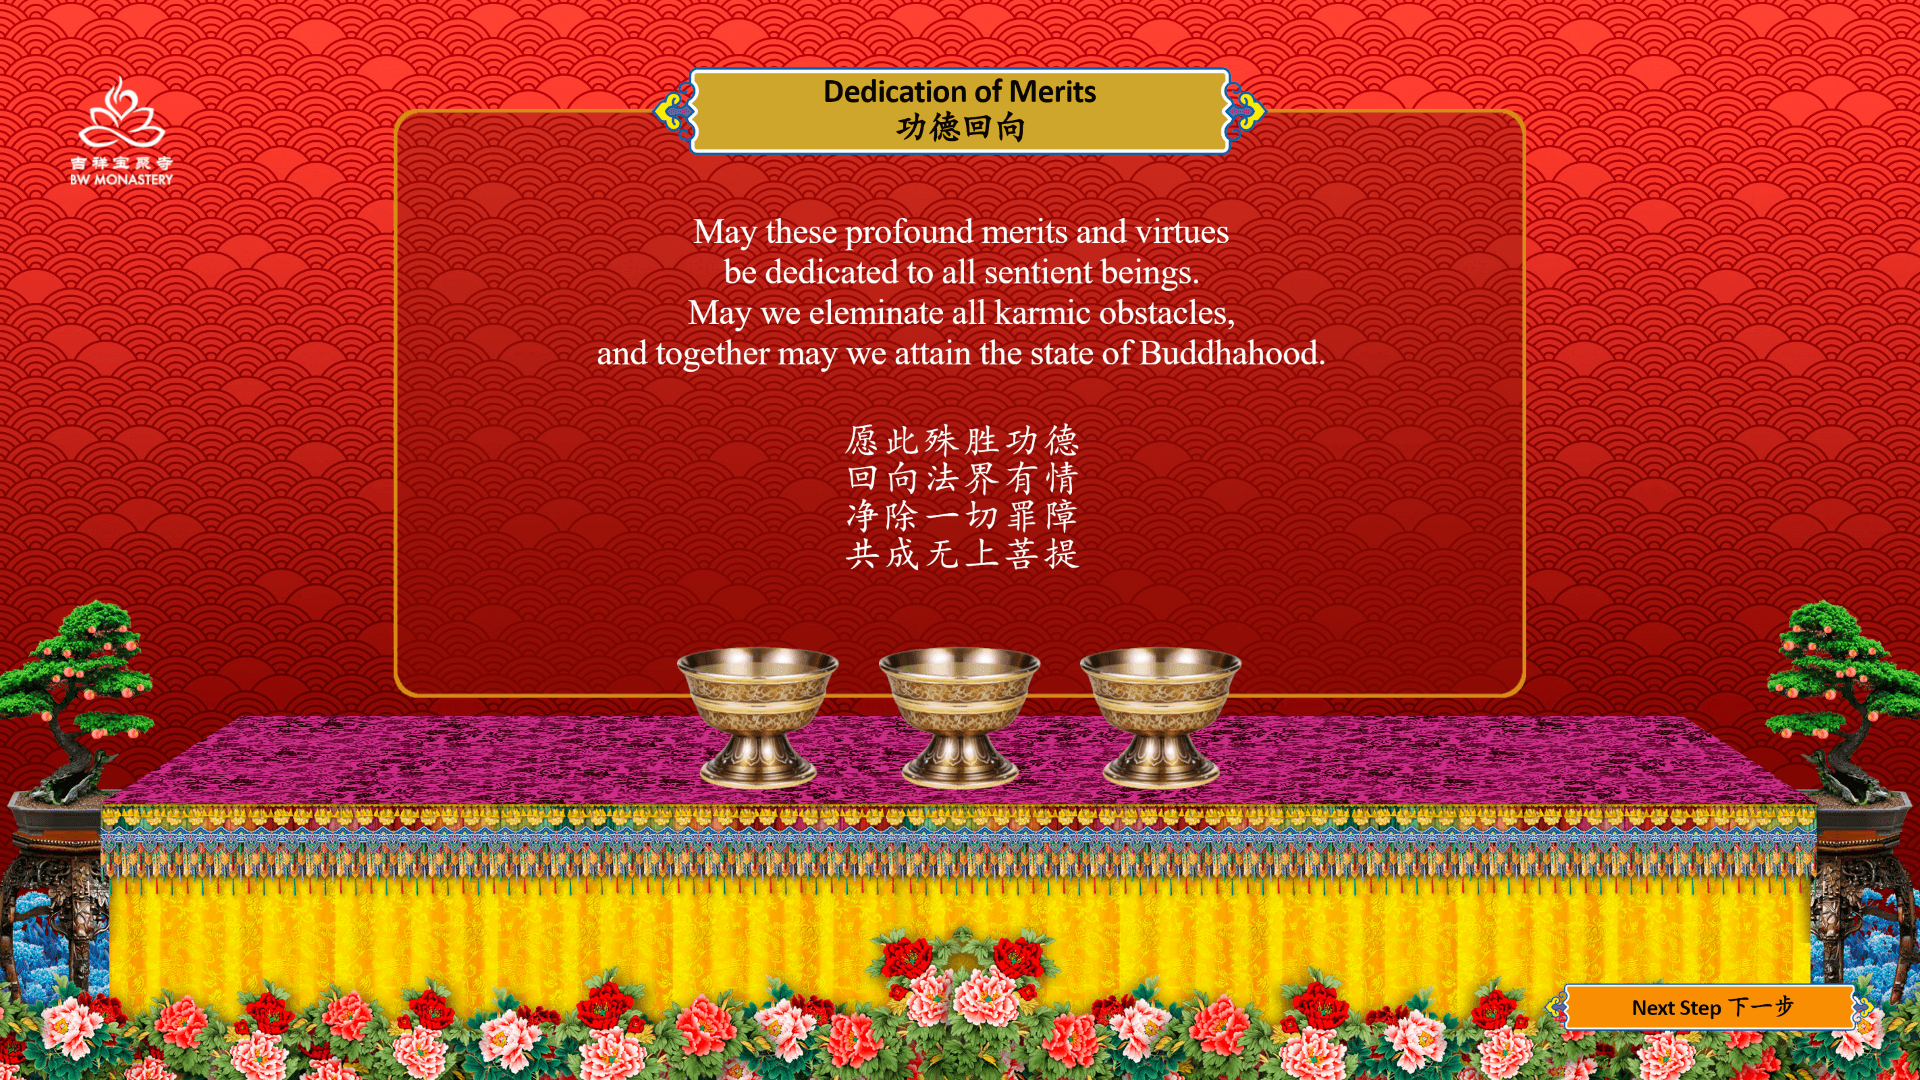 吉祥宝聚寺
BW MONASTERY
Dedication of Merits
功德回向
May these profound merits and virtues
be dedicated to all sentient beings.
May we eleminate all karmic obstacles,
and together may we attain the state of Buddhahood.
愿此殊胜功德
回向法界有情
净除一切罪障
共成无上菩提
Next Step 下一步